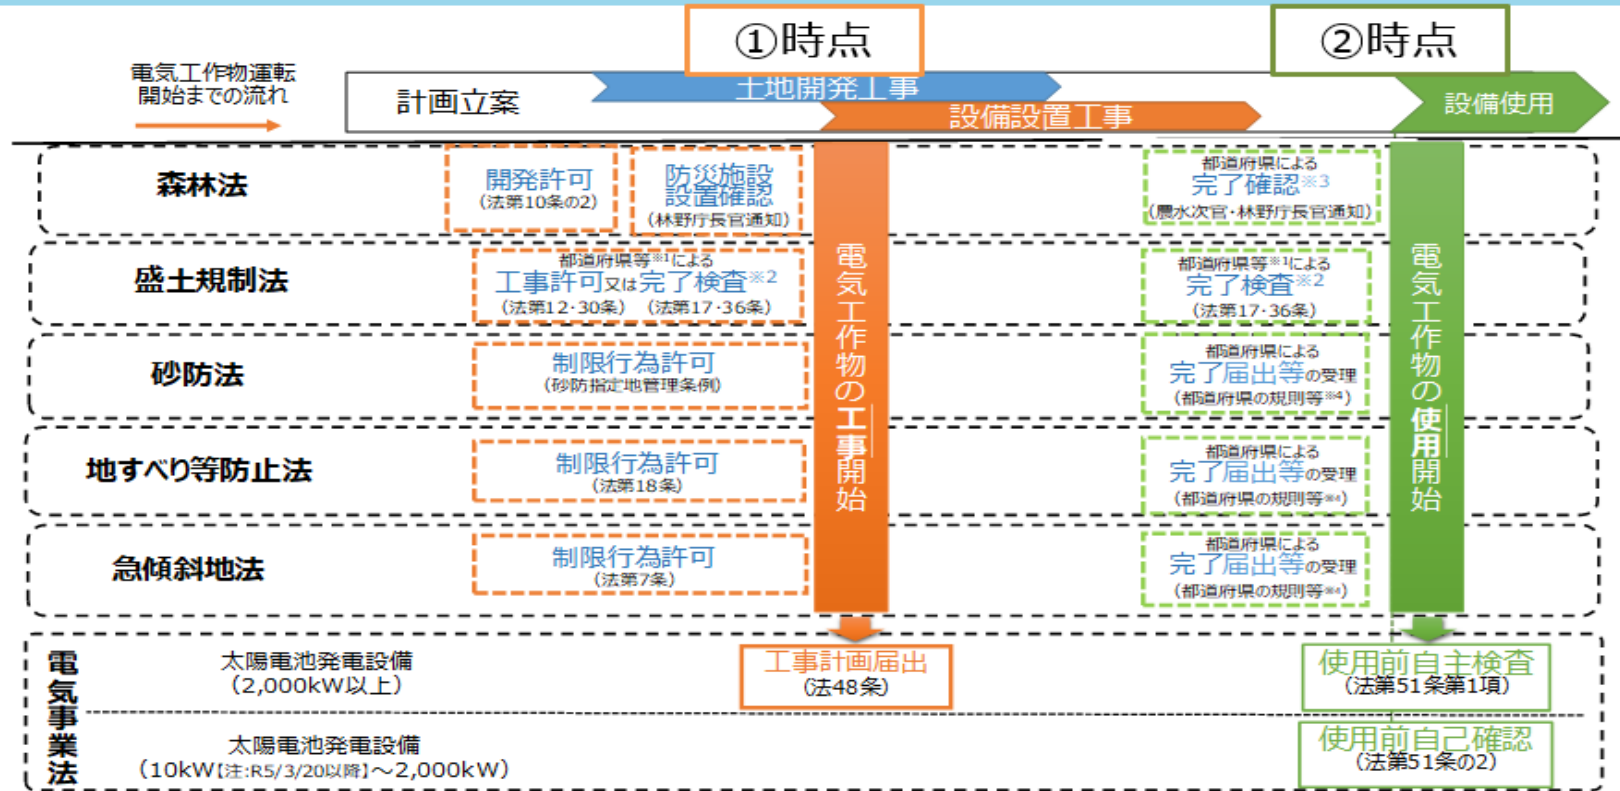 ①時点
②時点
電気工作物運転
開始までの流れ
計画立案
土地開発工事
設備設置工事
設備使用
森林法
開発許可
(法第10条の2)
防災施設
設置確認
(林野庁長官通知)
都道府県による
完了確認※3
(農水次官・林野庁長官通知)
盛土規制法
都道府県等※1による
工事許可又は完了検査※2
(法第12・30条) (法第17・36条)
都道府県等※1による
完了検査※2
(法第17・36条)
砂防法
制限行為許可
(砂防指定地管理条例)
都道府県による
完了届出等の受理
(都道府県の規則等※4)
地すべり等防止法
制限行為許可
(法第18条)
都道府県による
完了届出等の受理
(都道府県の規則等※4)
急傾斜地法
制限行為許可
(法第7条)
都道府県による
完了届出等の受理
(都道府県の規則等※4)
電気工作物の工事開始
電気工作物の使用開始
電気事業法
太陽電池発電設備
(2,000kW以上)
工事計画届出
(法48条)
使用前自主検査
(法第51条第1項)
太陽電池発電設備
(10kW【注:R5/3/20以降】～2,000kW)
使用前自己確認
(法第51条の2)